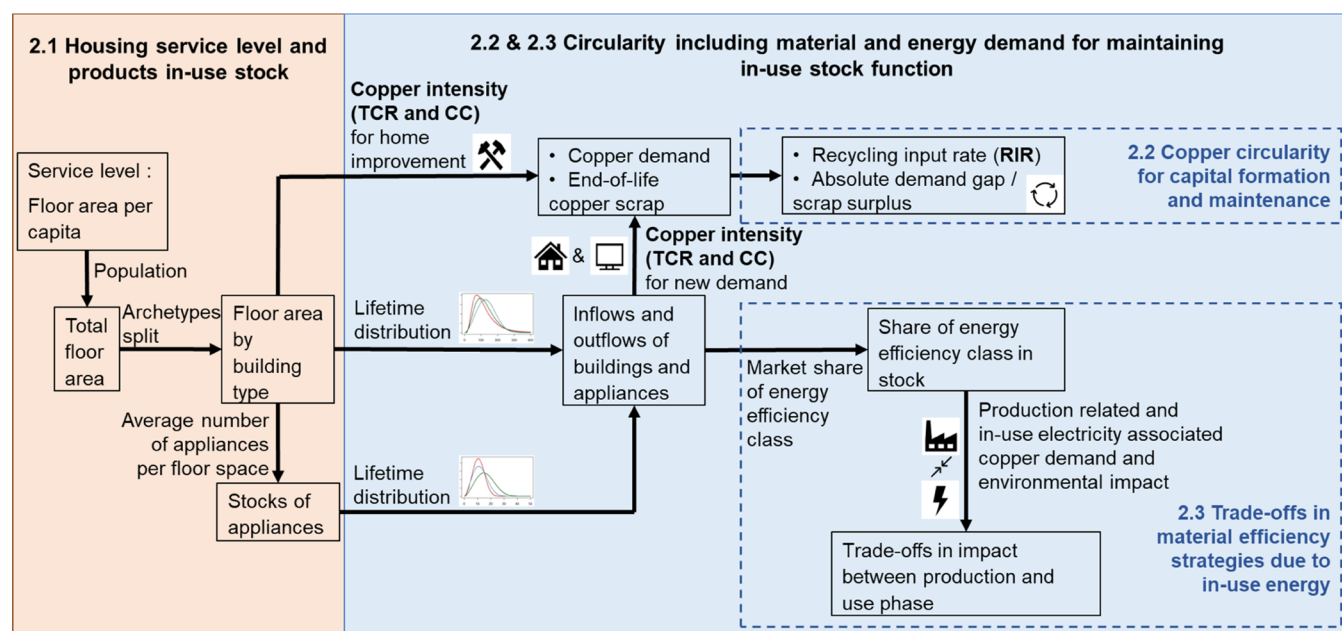 2.1 Housing service level and
products in-use stock
2.2 & 2.3 Circularity including material and energy demand for maintaining
in-use stock function
Service level :
Floor area per
capita
Population
Total
floor
area
Archetypes
split
Floor area
by
building
type
Average number
of appliances
per floor space
Stocks of
appliances
Copper intensity
(TCR and CC)
for home
improvement
Lifetime
distribution
Lifetime
distribution
• Copper demand
• End-of-life
copper scrap
&
Copper intensity
(TCR and CC)
for new demand
Inflows and
outflows of
buildings and
appliances
• Recycling input rate (RIR)
• Absolute demand gap /
scrap surplus
2.2 Copper circularity
for capital formation
and maintenance
Market share
of energy
efficiency
class
Share of energy
efficiency class in
stock
Production related and
in-use electricity associated
copper demand and
environmental impact
Trade-offs in impact
between production and
use phase
2.3 Trade-offs in
material efficiency
strategies due to
in-use energy